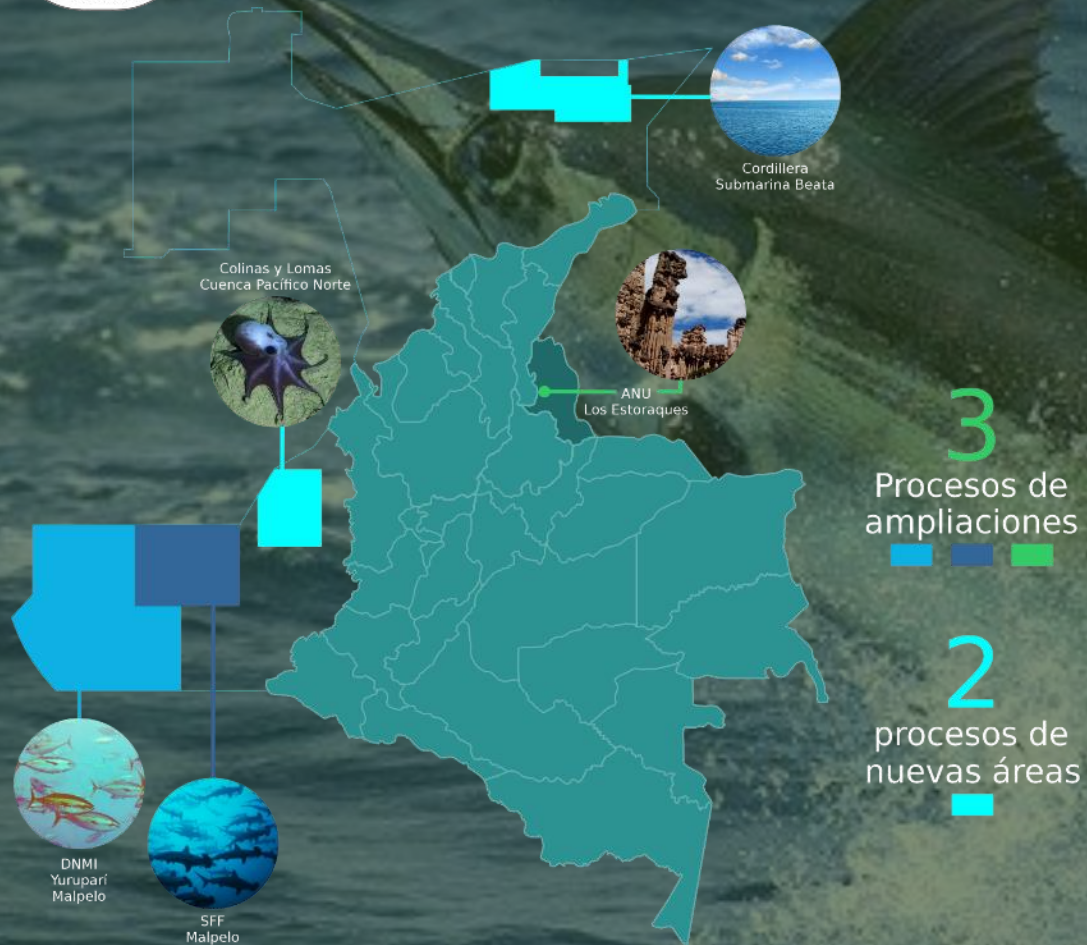 Cordillera
Submarina Beata
Colinas y Lomas
Cuenca Pacífico Norte
ANU
Los Estoraques
3
Procesos de
ampliaciones
2
procesos de
nuevas áreas
DNMI
Yuruparí
Malpelo
SFF
Malpelo